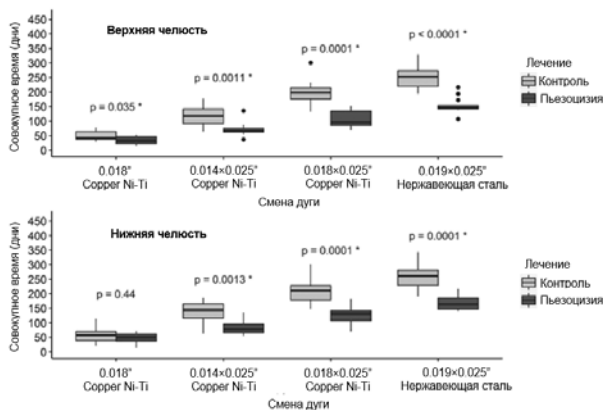 Верхняя челюсть
Совокупное время (дни)
450
400
350
300
250
200
150
100
50
0
p = 0.035 *
p = 0.0011 *
p = 0.0001 *
p < 0.0001 *
Лечение
Контроль
Пьезоцизия
0.018" 0.014×0.025" 0.018×0.025" 0.019×0.025"
Copper Ni-Ti Copper Ni-Ti Copper Ni-Ti Нержавеющая сталь
Смена дуги
Нижняя челюсть
Совокупное время (дни)
450
400
350
300
250
200
150
100
50
0
p = 0.44
p = 0.0013 *
p = 0.0001 *
p = 0.0001 *
Лечение
Контроль
Пьезоцизия
0.018" 0.014×0.025" 0.018×0.025" 0.019×0.025"
Copper Ni-Ti Copper Ni-Ti Copper Ni-Ti Нержавеющая сталь
Смена дуги